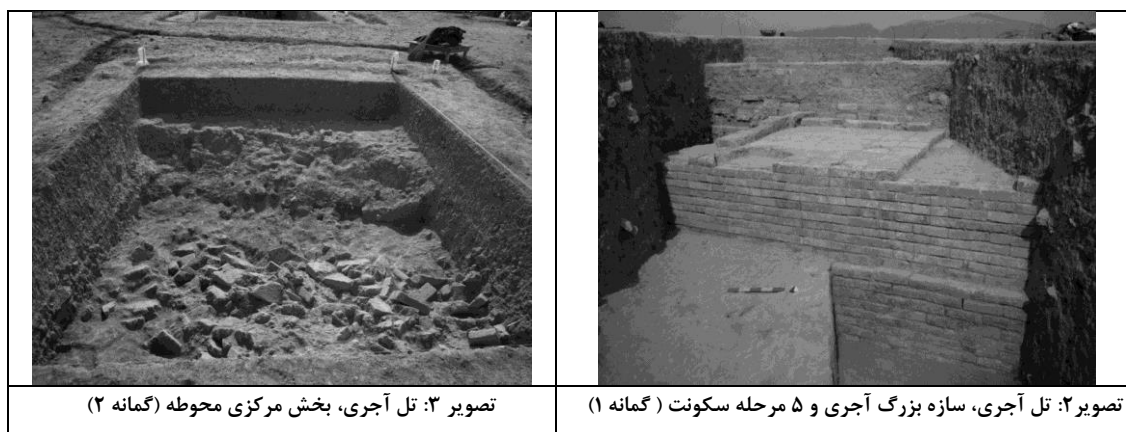 تصویر۲: تل آجری، سازه بزرگ آجری و ۵ مرحله سکونت ( گمانه ۱)
تصویر ۳: تل آجری، بخش مرکزی محوطه (گمانه ۲)